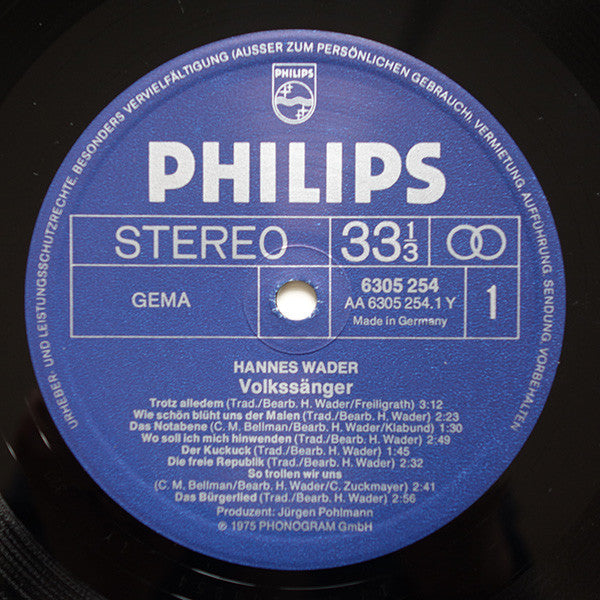 URHEBER- UND LEISTUNGSSCHUTZRECHTE, BESONDERS VERVIELFÄLTIGUNG (AUSSER ZUM PERSÖNLICHEN GEBRAUCH), VERMIETUNG, AUFFÜHRUNG, SENDUNG VORBEHALTEN
PHILIPS
PHILIPS
STEREO 33 1/3
GEMA
6305 254
AA 6305 254.1 Y
Made in Germany
1
HANNES WADER
Volkssänger
Trotz alledem (Trad./Bearb. H. Wader/Freiligrath) 3:12
Wie schön blüht uns der Maien (Trad./Bearb. H. Wader) 2:23
Das Notabene (C. M. Bellman/Bearb. H. Wader/Klabund) 1:30
Wo soll ich mich hinwenden (Trad./Bearb. H. Wader) 2:49
Der Kuckuck (Trad./Bearb. H. Wader) 1:45
Die freie Republik (Trad./Bearb. H. Wader) 2:32
So trollen wir uns
(C. M. Bellman/Bearb. H. Wader/C. Zuckmayer) 2:41
Das Bürgerlied (Trad./Bearb. H. Wader) 2:56
Produzent: Jürgen Pohlmann
℗ 1975 PHONOGRAM GmbH